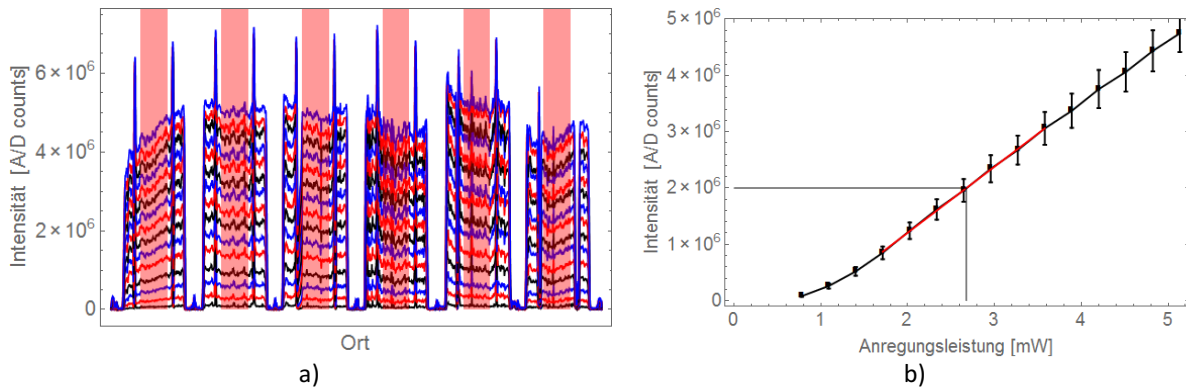 6 × 10⁶
4 × 10⁶
2 × 10⁶
0
Intensität [A/D counts]
Ort
a)
5 × 10⁶
4 × 10⁶
3 × 10⁶
2 × 10⁶
1 × 10⁶
0
Intensität [A/D counts]
0 1 2 3 4 5
Anregungsleistung [mW]
b)